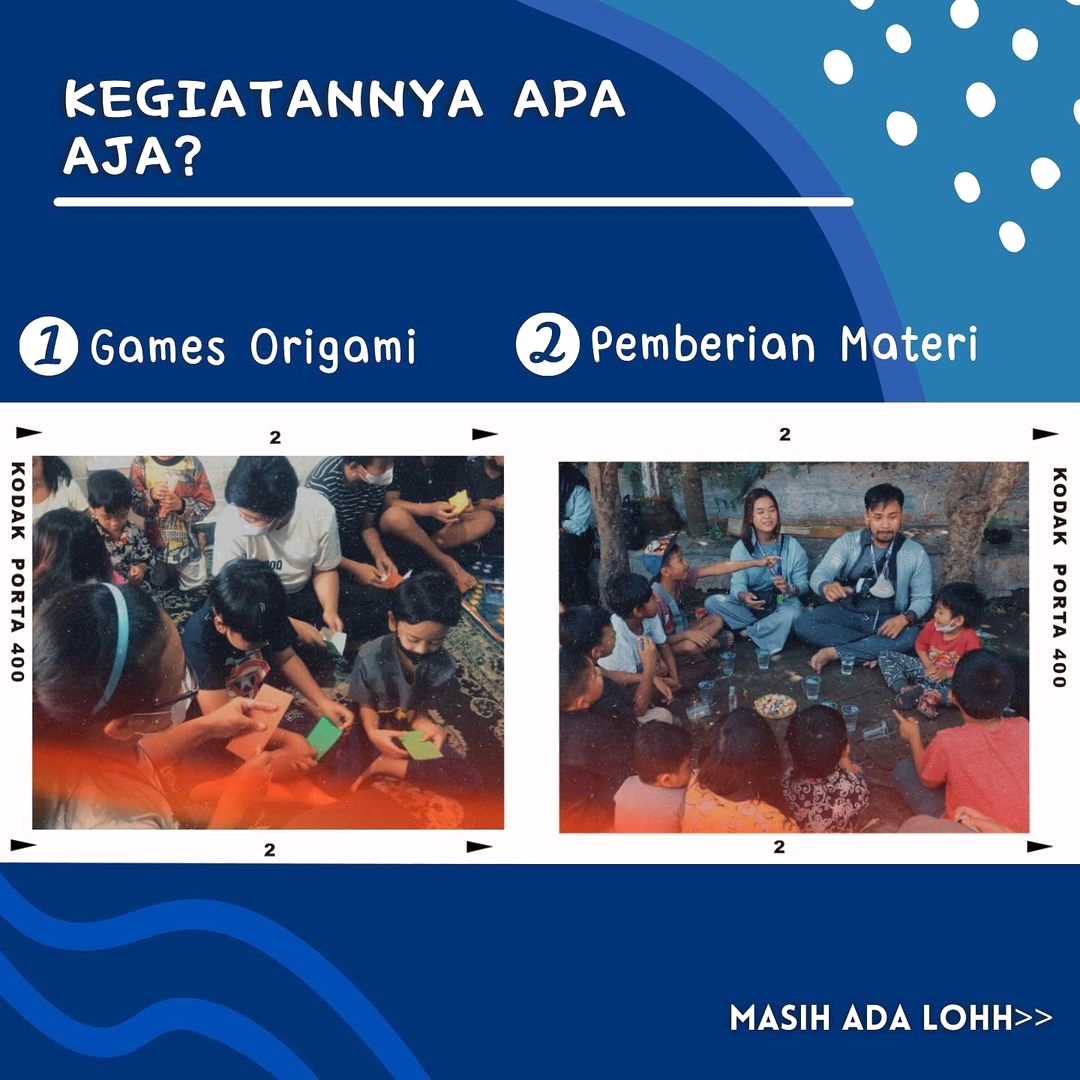 KEGIATANNYA APA
AJA?
1 Games Origami
2 Pemberian Materi
2
2
KODAK PORTA 400
KODAK PORTA 400
2
2
MASIH ADA LOHH>>